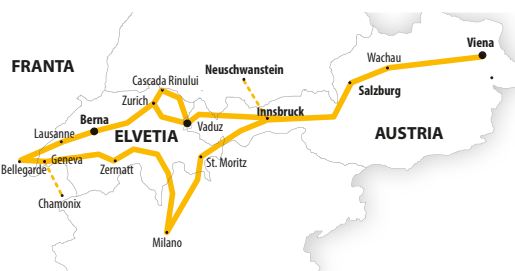 Viena
Wachau
FRANTA
Neuschwanstein
Cascada Rinului
Salzburg
Zurich
Innsbruck
Berna
Vaduz
AUSTRIA
Lausanne
ELVETIA
Geneva
St. Moritz
Bellegarde
Zermatt
Chamonix
Milano